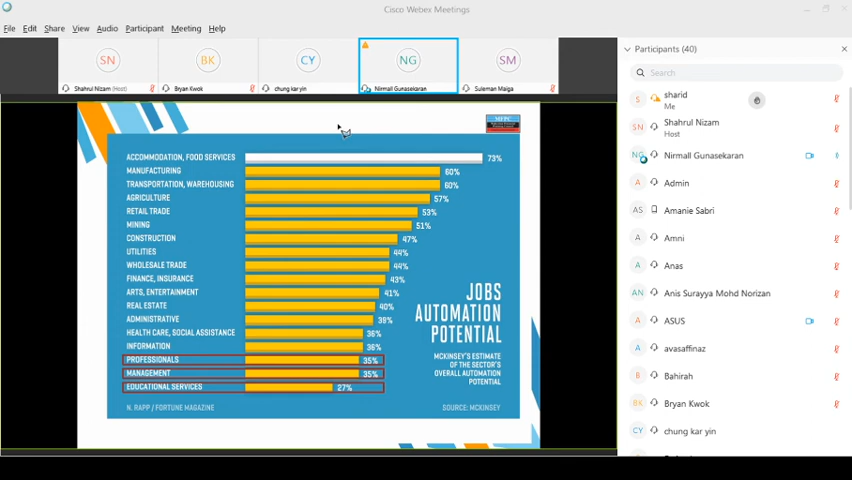 Cisco Webex Meetings
File Edit Share View Audio Participant Meeting Help
SN BK CY NG SM
Shahrul Nizam (Host) Bryan Kwok chung kar yin Nirmall Gunasekaran Suleman Maiga
MEPC
ACCOMMODATION, FOOD SERVICES 73%
MANUFACTURING 60%
TRANSPORTATION, WAREHOUSING 60%
AGRICULTURE 57%
RETAIL TRADE 53%
MINING 51%
CONSTRUCTION 47%
UTILITIES 44%
WHOLESALE TRADE 44%
FINANCE, INSURANCE 43%
ARTS, ENTERTAINMENT 41%
REAL ESTATE 40%
ADMINISTRATIVE 39%
HEALTH CARE, SOCIAL ASSISTANCE 36%
INFORMATION 36%
PROFESSIONALS 35%
MANAGEMENT 35%
EDUCATIONAL SERVICES 27%
JOBS
AUTOMATION
POTENTIAL
MCKINSEY'S ESTIMATE
OF THE SECTOR'S
OVERALL AUTOMATION
POTENTIAL
N. RAPP / FORTUNE MAGAZINE
SOURCE: MCKINSEY
Participants (40)
Search
S sharid
Me
SN Shahrul Nizam
Host
NG Nirmall Gunasekaran
A Admin
AS Amanie Sabri
A Amni
A Anas
AN Anis Surayya Mohd Norizan
A ASUS
A avasaffinaz
B Bahirah
BK Bryan Kwok
CY chung kar yin